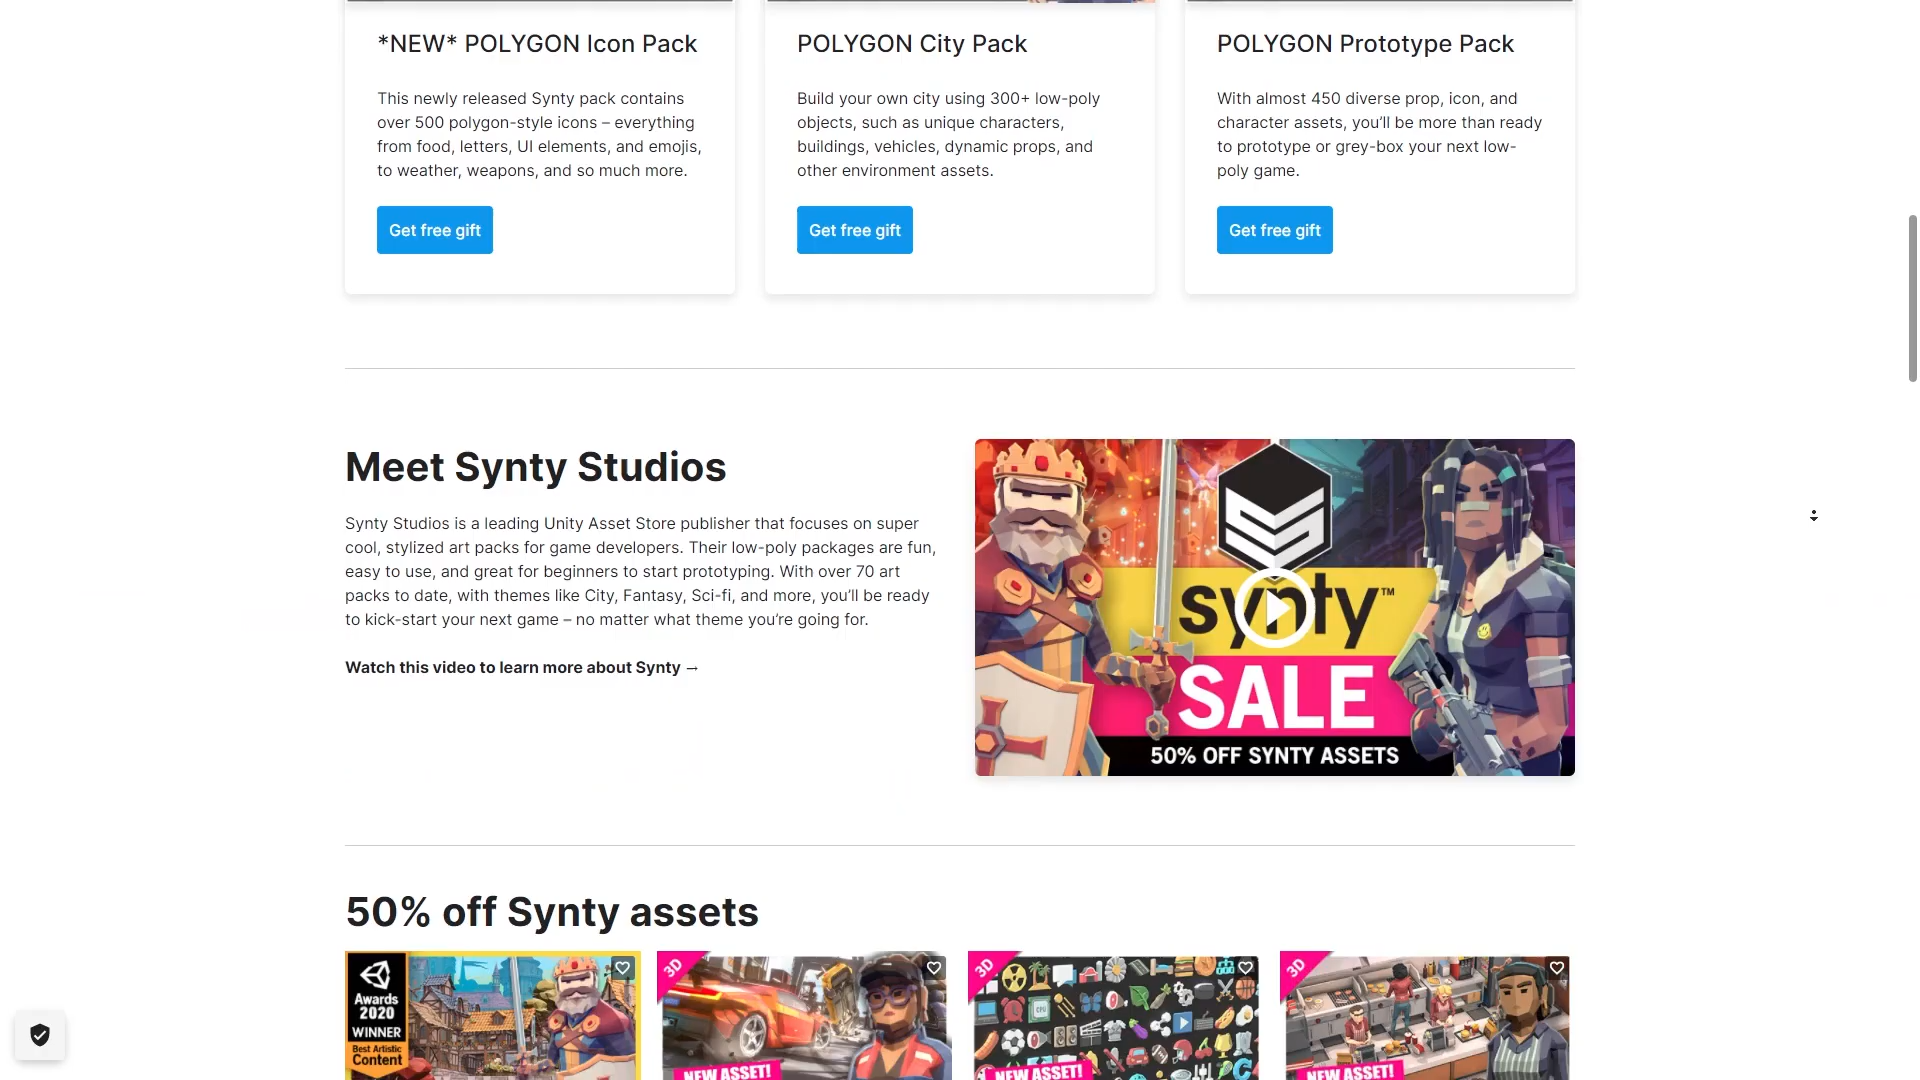 *NEW* POLYGON Icon Pack
This newly released Synty pack contains
over 500 polygon-style icons – everything
from food, letters, UI elements, and emojis,
to weather, weapons, and so much more.
Get free gift
POLYGON City Pack
Build your own city using 300+ low-poly
objects, such as unique characters,
buildings, vehicles, dynamic props, and
other environment assets.
Get free gift
POLYGON Prototype Pack
With almost 450 diverse prop, icon, and
character assets, you’ll be more than ready
to prototype or grey-box your next low-
poly game.
Get free gift
Meet Synty Studios
Synty Studios is a leading Unity Asset Store publisher that focuses on super
cool, stylized art packs for game developers. Their low-poly packages are fun,
easy to use, and great for beginners to start prototyping. With over 70 art
packs to date, with themes like City, Fantasy, Sci-fi, and more, you’ll be ready
to kick-start your next game – no matter what theme you’re going for.
Watch this video to learn more about Synty →
synty™
SALE
50% OFF SYNTY ASSETS
50% off Synty assets
Awards
2020
WINNER
Best Artistic
Content
3D
NEW ASSET!
3D
CPU
NEW ASSET!
3D
NEW ASSET!